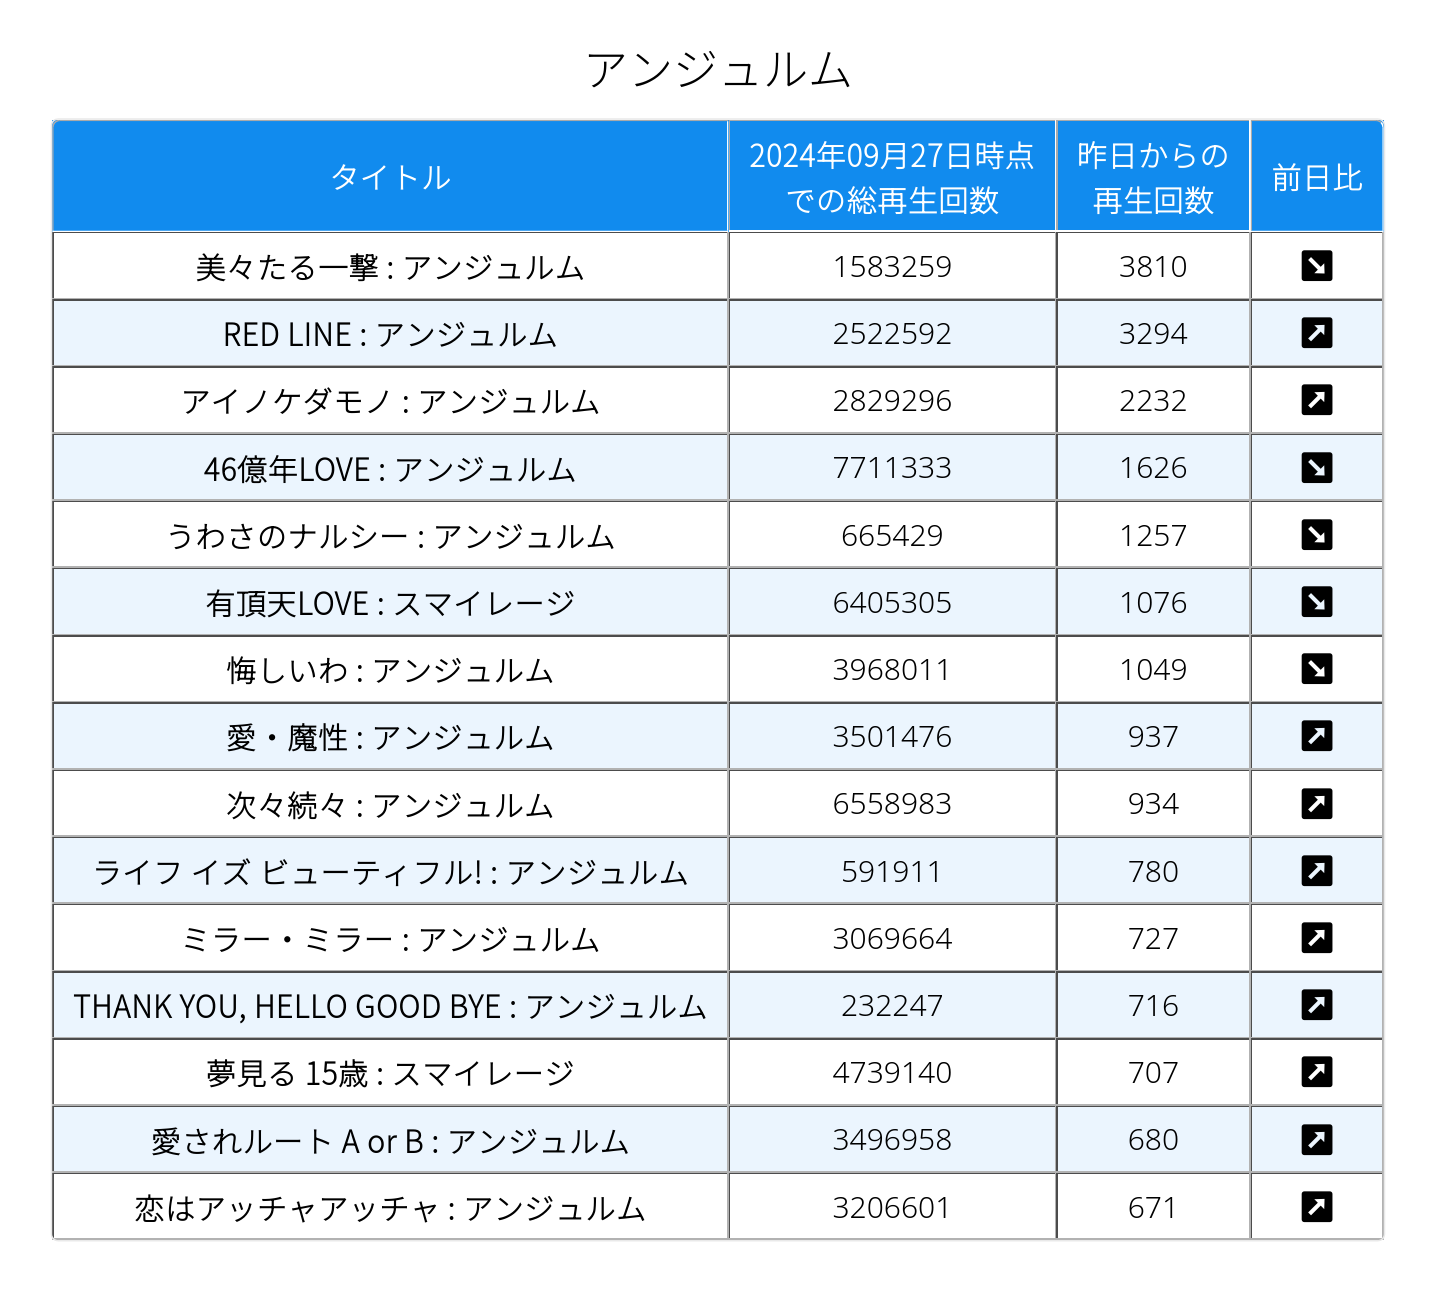 アンジュルム
タイトル 2024年09月27日時点での総再生回数 昨日からの再生回数 前日比
美々たる一撃 : アンジュルム 1583259 3810 ↘
RED LINE : アンジュルム 2522592 3294 ↗
アイノケダモノ : アンジュルム 2829296 2232 ↗
46億年LOVE : アンジュルム 7711333 1626 ↘
うわさのナルシー : アンジュルム 665429 1257 ↘
有頂天LOVE : スマイレージ 6405305 1076 ↘
悔しいわ : アンジュルム 3968011 1049 ↘
愛・魔性 : アンジュルム 3501476 937 ↗
次々続々 : アンジュルム 6558983 934 ↗
ライフ イズ ビューティフル! : アンジュルム 591911 780 ↗
ミラー・ミラー : アンジュルム 3069664 727 ↗
THANK YOU, HELLO GOOD BYE : アンジュルム 232247 716 ↗
夢見る 15歳 : スマイレージ 4739140 707 ↗
愛されルート A or B : アンジュルム 3496958 680 ↗
恋はアッチャアッチャ : アンジュルム 3206601 671 ↗